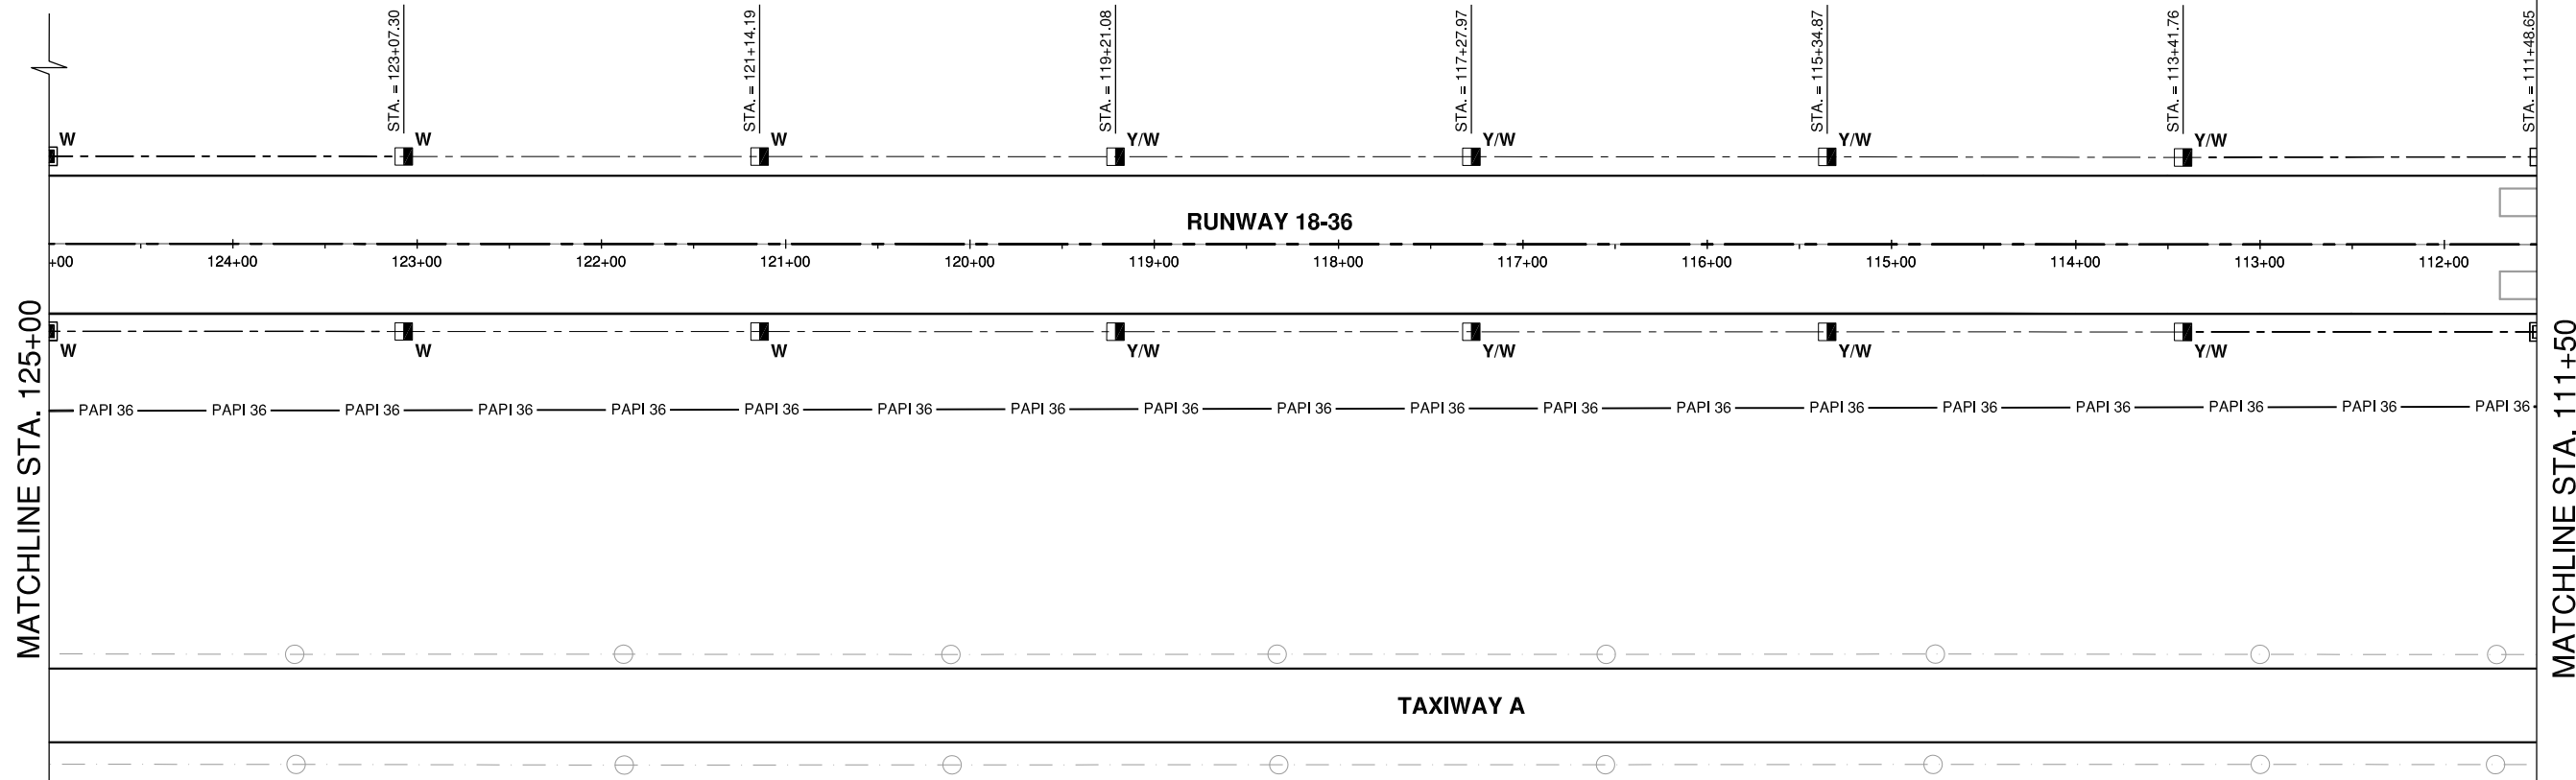 STA. = 123+07.30
STA. = 121+14.19
STA. = 119+21.08
STA. = 117+27.97
STA. = 115+34.87
STA. = 113+41.76
STA. = 111+48.65
W W W Y/W Y/W Y/W Y/W
RUNWAY 18-36
+00 124+00 123+00 122+00 121+00 120+00 119+00 118+00 117+00 116+00 115+00 114+00 113+00 112+00
W W W Y/W Y/W Y/W Y/W
PAPI 36 PAPI 36 PAPI 36 PAPI 36 PAPI 36 PAPI 36 PAPI 36 PAPI 36 PAPI 36 PAPI 36 PAPI 36 PAPI 36 PAPI 36 PAPI 36 PAPI 36 PAPI 36 PAPI 36 PAPI 36 PAPI 36
MATCHLINE STA. 125+00
MATCHLINE STA. 111+50
TAXIWAY A